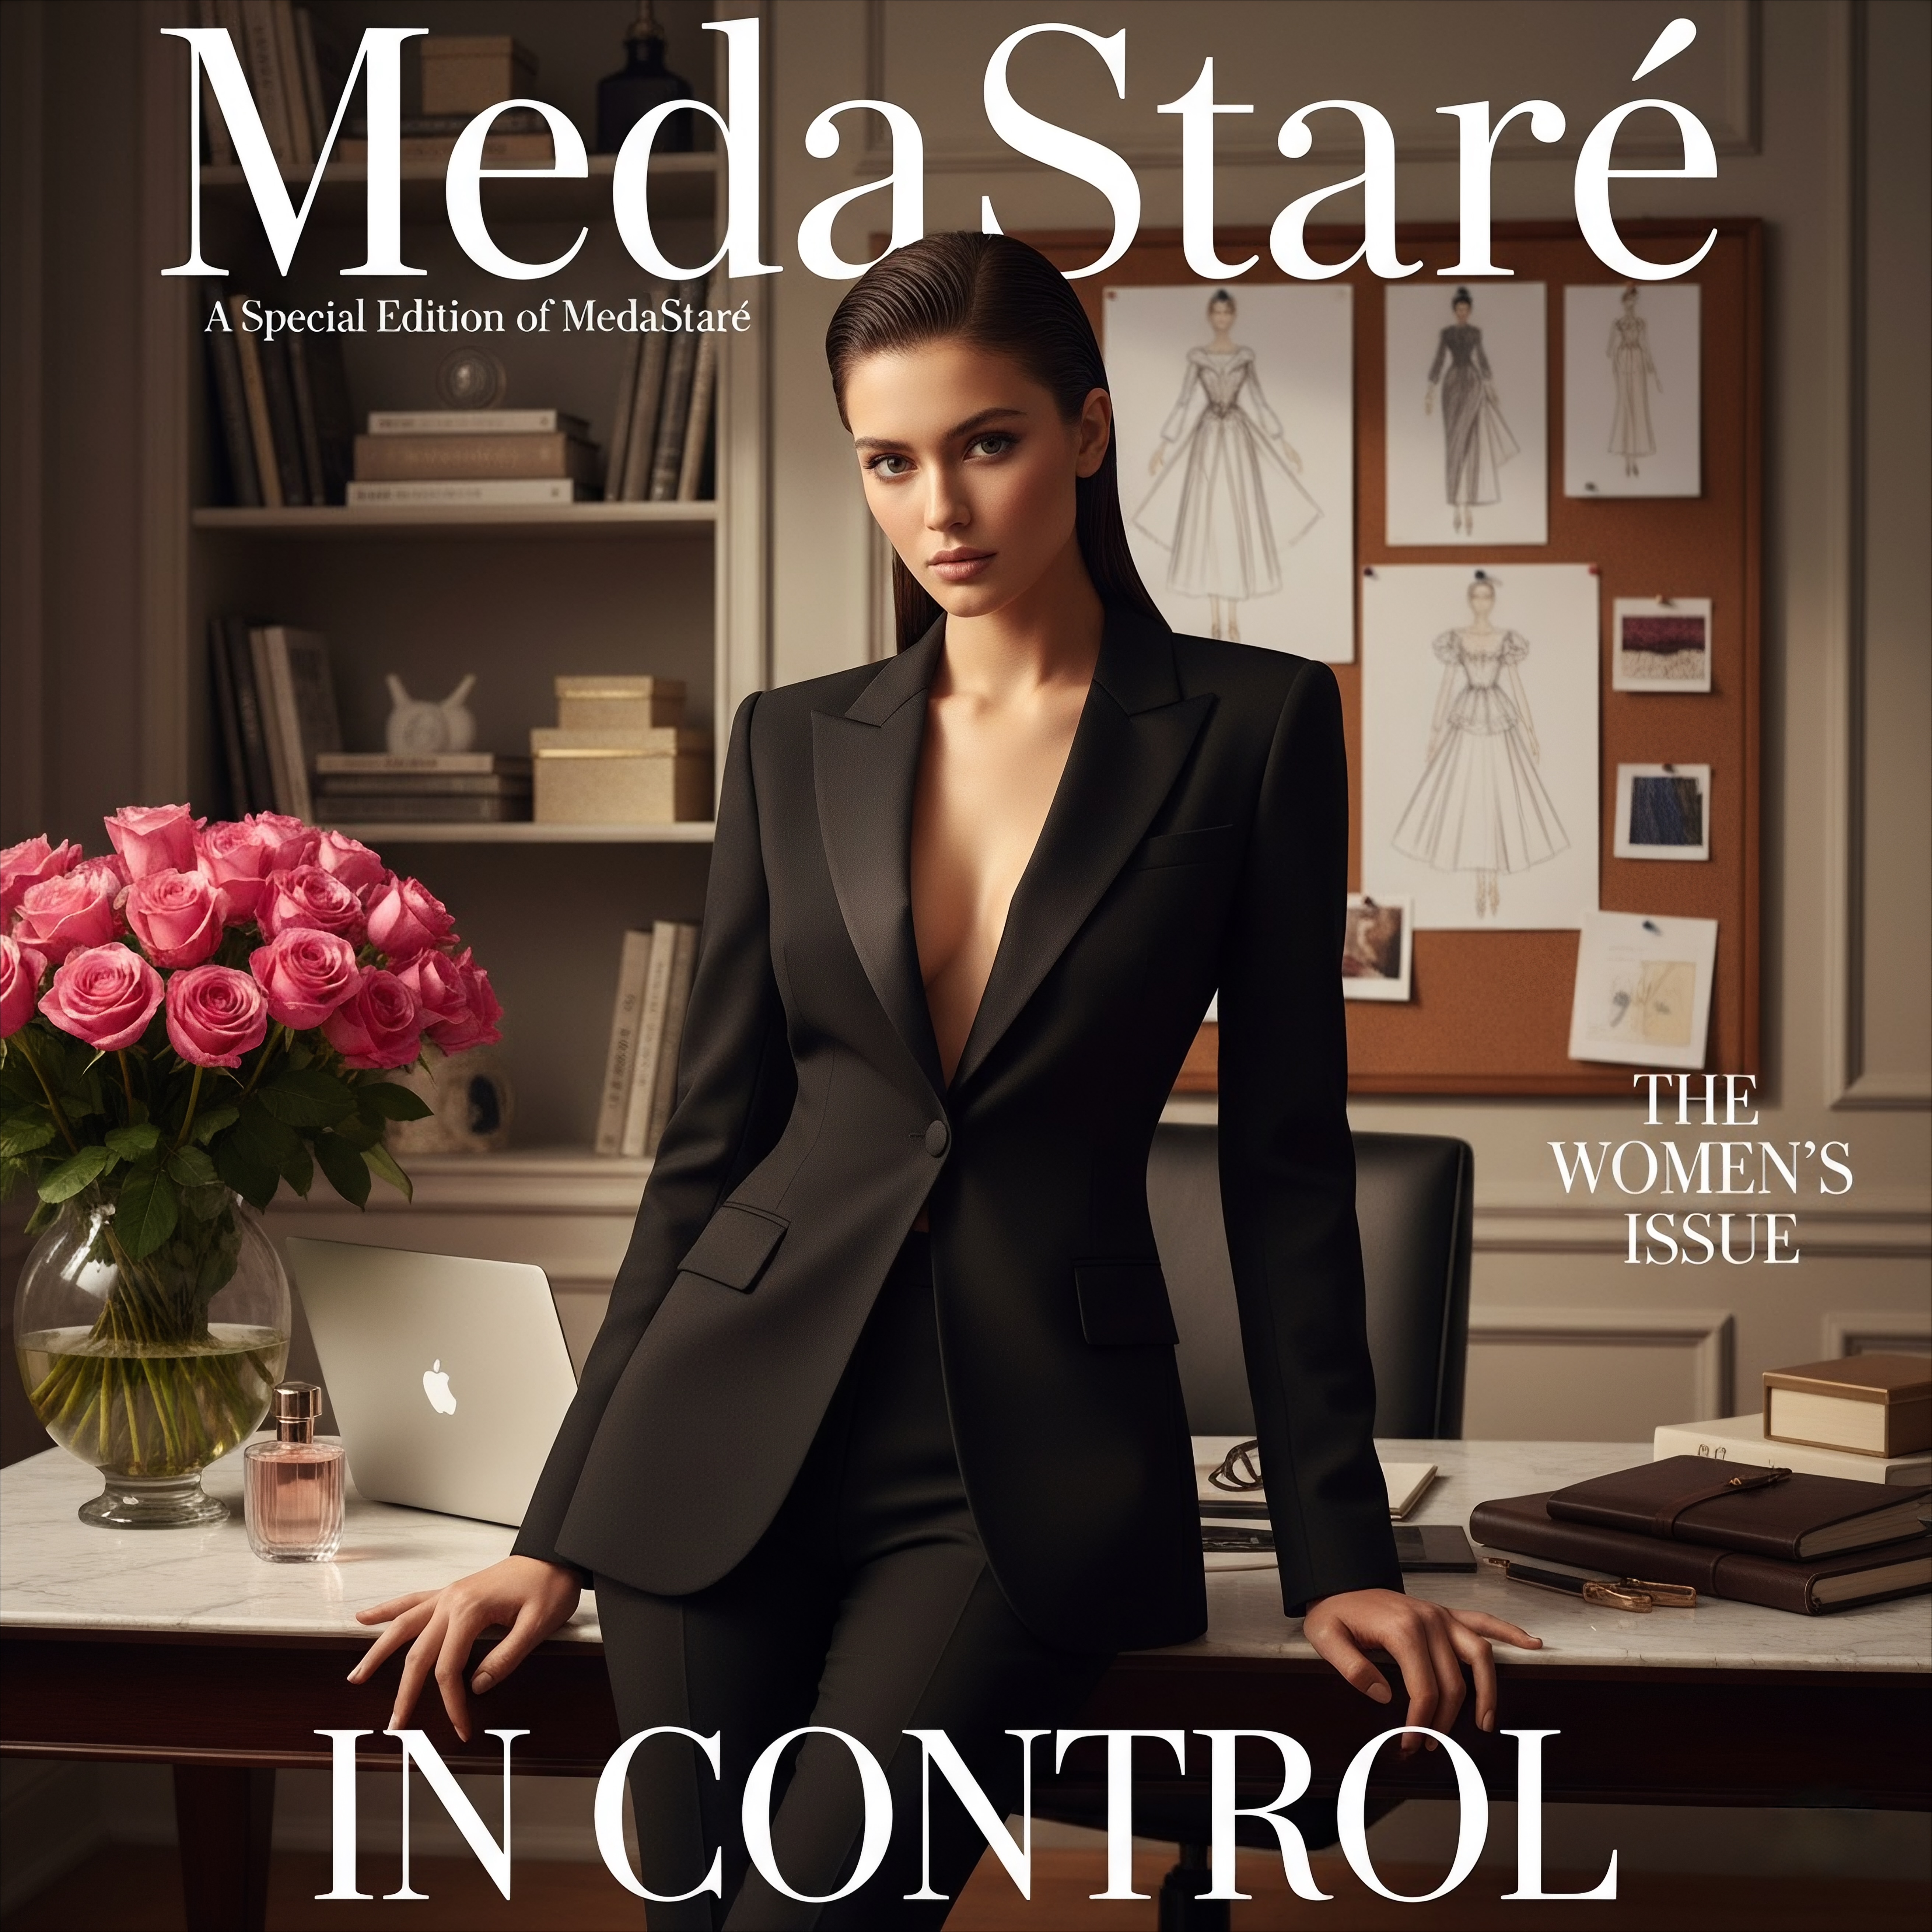 MedaStaré
A Special Edition of MedaStaré
THE
WOMEN'S
ISSUE
IN CONTROL